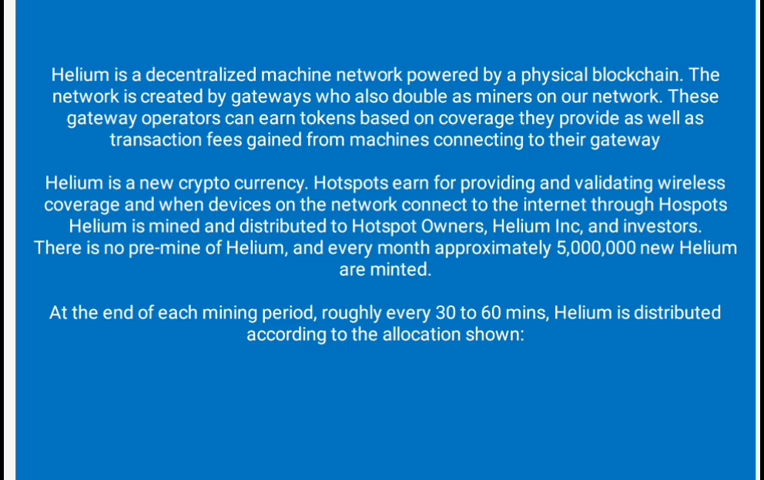 Helium is a decentralized machine network powered by a physical blockchain. The
network is created by gateways who also double as miners on our network. These
gateway operators can earn tokens based on coverage they provide as well as
transaction fees gained from machines connecting to their gateway
Helium is a new crypto currency. Hotspots earn for providing and validating wireless
coverage and when devices on the network connect to the internet through Hospots
Helium is mined and distributed to Hotspot Owners, Helium Inc, and investors.
There is no pre-mine of Helium, and every month approximately 5,000,000 new Helium
are minted.
At the end of each mining period, roughly every 30 to 60 mins, Helium is distributed
according to the allocation shown: